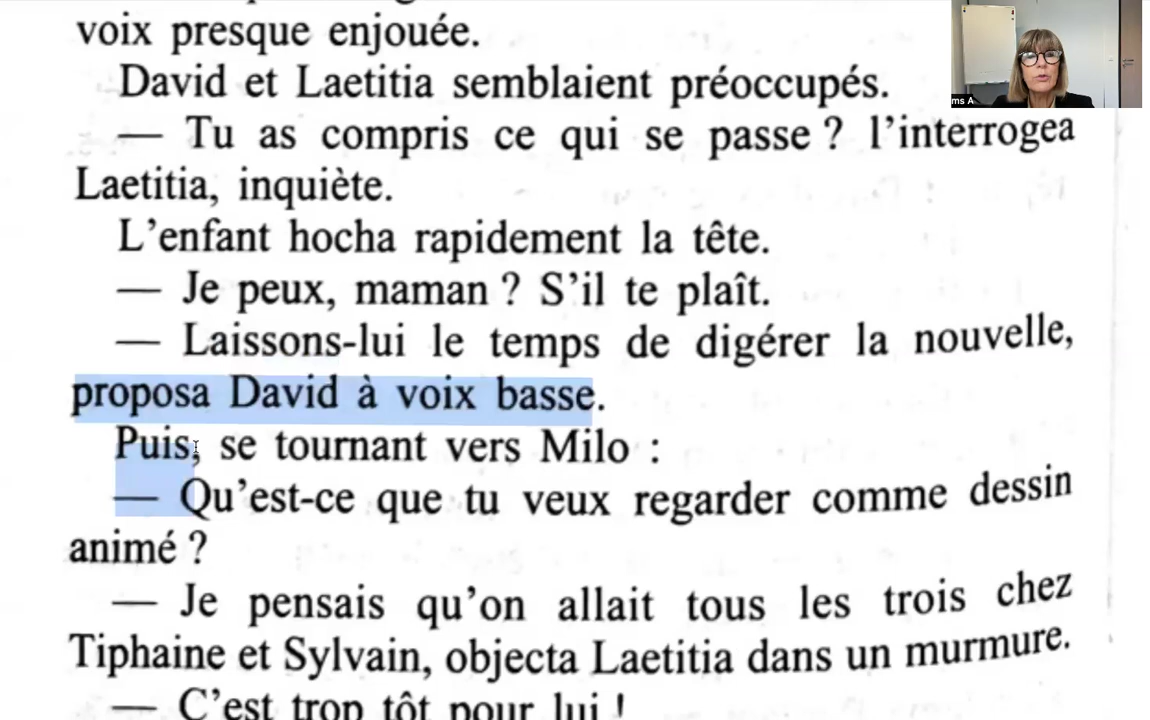 voix presque enjouée.
David et Laetitia semblaient préoccupés.
— Tu as compris ce qui se passe ? l’interrogea
Laetitia, inquiète.
L’enfant hocha rapidement la tête.
— Je peux, maman ? S’il te plaît.
— Laissons-lui le temps de digérer la nouvelle,
proposa David à voix basse.
Puis, se tournant vers Milo :
— Qu’est-ce que tu veux regarder comme dessin
animé ?
— Je pensais qu’on allait tous les trois chez
Tiphaine et Sylvain, objecta Laetitia dans un murmure.
— C’est trop tôt pour lui !
ms A